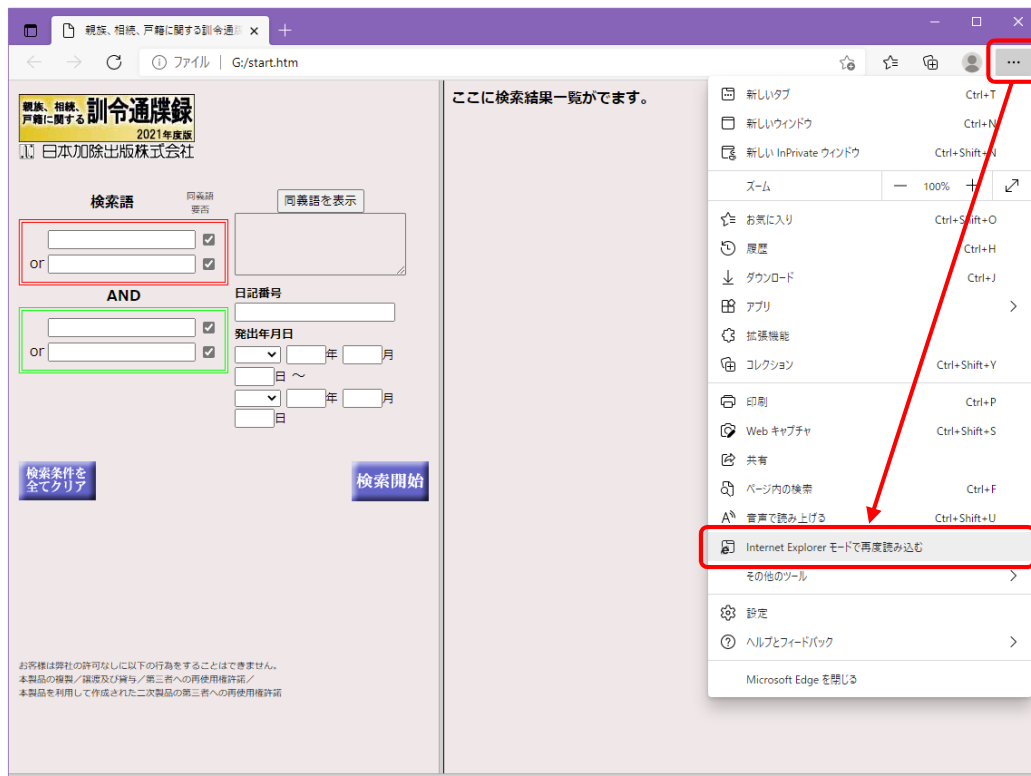 親族、相続、戸籍に関する訓令通
ファイル
G:/start.htm
親族、相続、
戸籍に関する
訓令通牒録
2021年度版
日本加除出版株式会社
検索語
同義語
要否
同義語を表示
or
AND
or
日記番号
発出年月日
年 月
日 ～
年 月
日
検索条件を
全てクリア
検索開始
お客様は弊社の許可なしに以下の行為をすることはできません。
本製品の複製／譲渡及び貸与／第三者への再使用権許諾／
本製品を利用して作成された二次製品の第三者への再使用権許諾
ここに検索結果一覧がでます。
新しいタブ Ctrl+T
新しいウィンドウ Ctrl+N
新しい InPrivate ウィンドウ Ctrl+Shift+N
ズーム 100%
お気に入り Ctrl+Shift+O
履歴 Ctrl+H
ダウンロード Ctrl+J
アプリ
拡張機能
コレクション Ctrl+Shift+Y
印刷 Ctrl+P
Web キャプチャ Ctrl+Shift+S
共有
ページ内の検索 Ctrl+F
音声で読み上げる Ctrl+Shift+U
Internet Explorer モードで再度読み込む
その他のツール
設定
ヘルプとフィードバック
Microsoft Edge を閉じる